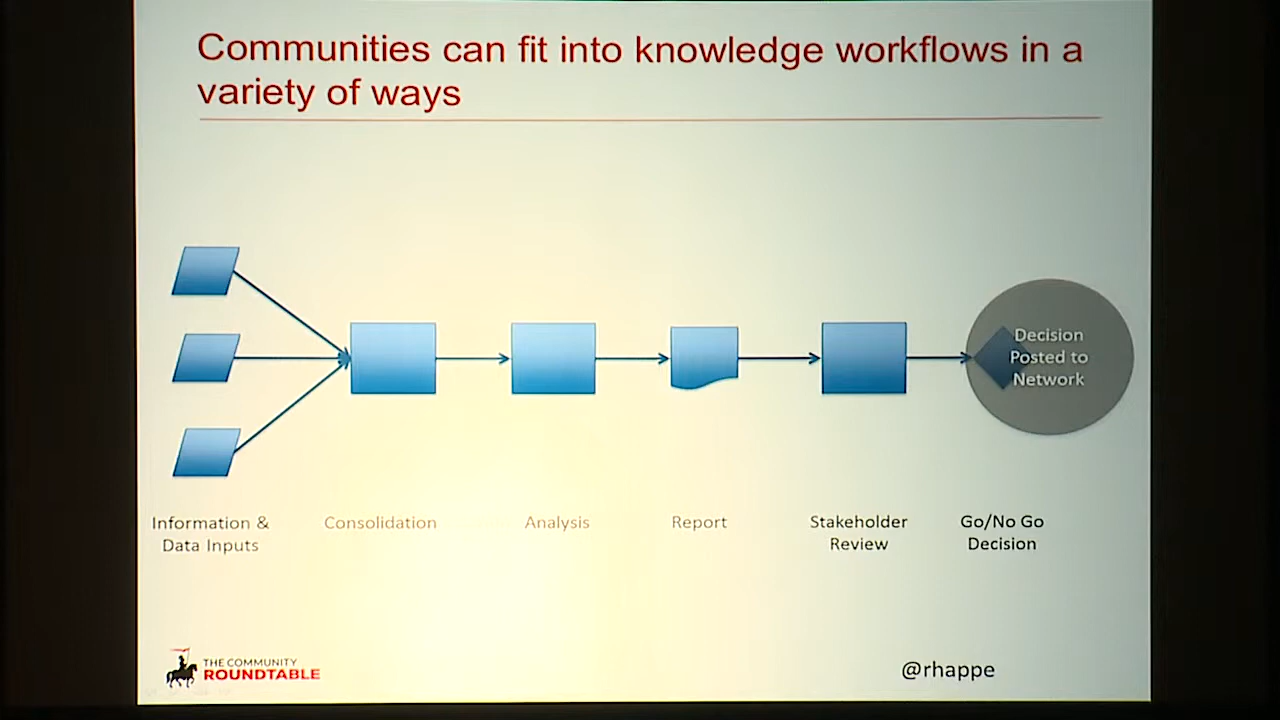 Communities can fit into knowledge workflows in a
variety of ways
Decision
Posted to
Network
Information &
Data Inputs
Consolidation
Analysis
Report
Stakeholder
Review
Go/No Go
Decision
THE COMMUNITY
ROUNDTABLE
@rhappe